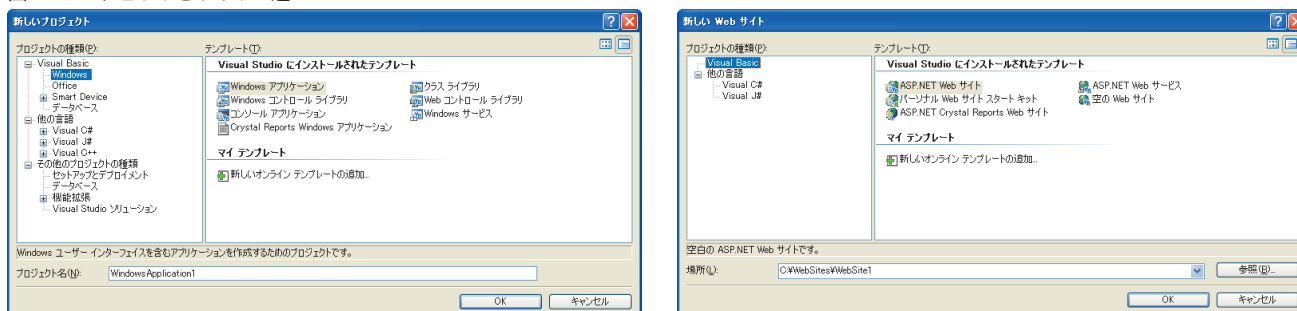 新しいプロジェクト
プロジェクトの種類(P):
テンプレート(T):
Visual Basic
Windows
Office
Smart Device
データベース
他の言語
Visual C#
Visual J#
Visual C++
その他のプロジェクトの種類
セットアップとデプロイメント
データベース
機能拡張
Visual Studio ソリューション
Visual Studio にインストールされたテンプレート
Windows アプリケーション
クラス ライブラリ
Windows コントロール ライブラリ
Web コントロール ライブラリ
コンソール アプリケーション
Windows サービス
Crystal Reports Windows アプリケーション
マイ テンプレート
新しいオンライン テンプレートの追加...
Windows ユーザー インターフェイスを含むアプリケーションを作成するためのプロジェクトです。
プロジェクト名(N):
WindowsApplication1
OK
キャンセル
新しい Web サイト
プロジェクトの種類(P):
テンプレート(T):
Visual Basic
他の言語
Visual C#
Visual J#
Visual Studio にインストールされたテンプレート
ASP.NET Web サイト
ASP.NET Web サービス
パーソナル Web サイト スタート キット
空の Web サイト
ASP.NET Crystal Reports Web サイト
マイ テンプレート
新しいオンライン テンプレートの追加...
空白の ASP.NET Web サイトです。
場所(L):
C:¥WebSites¥WebSite1
参照(B)...
OK
キャンセル